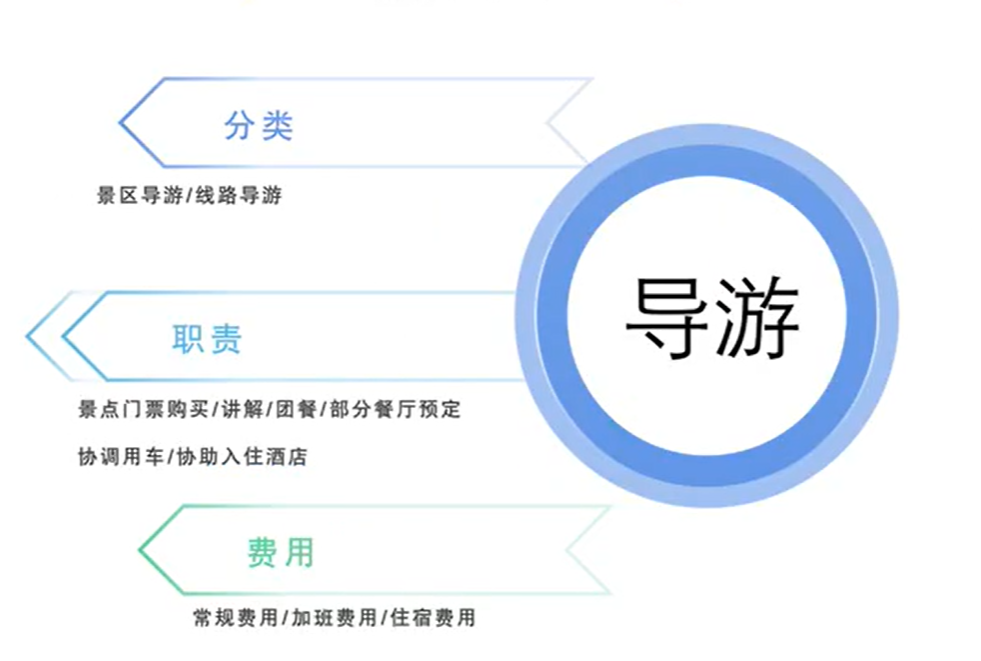 分类
景区导游/线路导游
导游
职责
景点门票购买/讲解/团餐/部分餐厅预定
协调用车/协助入住酒店
费用
常规费用/加班费用/住宿费用